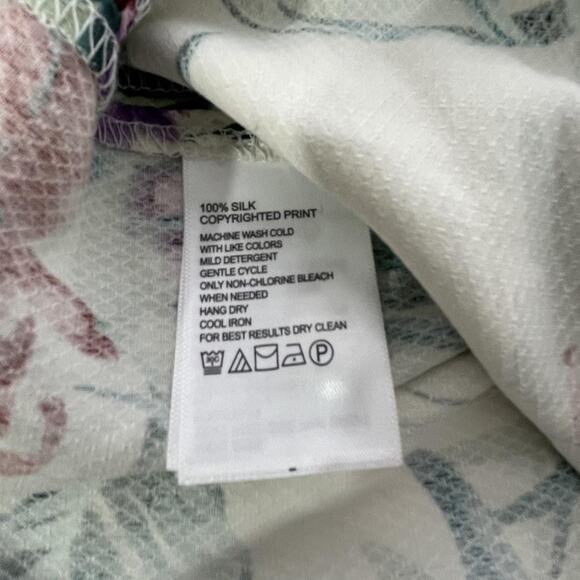 100% SILK
COPYRIGHTED PRINT
MACHINE WASH COLD
WITH LIKE COLORS
MILD DETERGENT
GENTLE CYCLE
ONLY NON-CHLORINE BLEACH
WHEN NEEDED
HANG DRY
COOL IRON
FOR BEST RESULTS DRY CLEAN
P